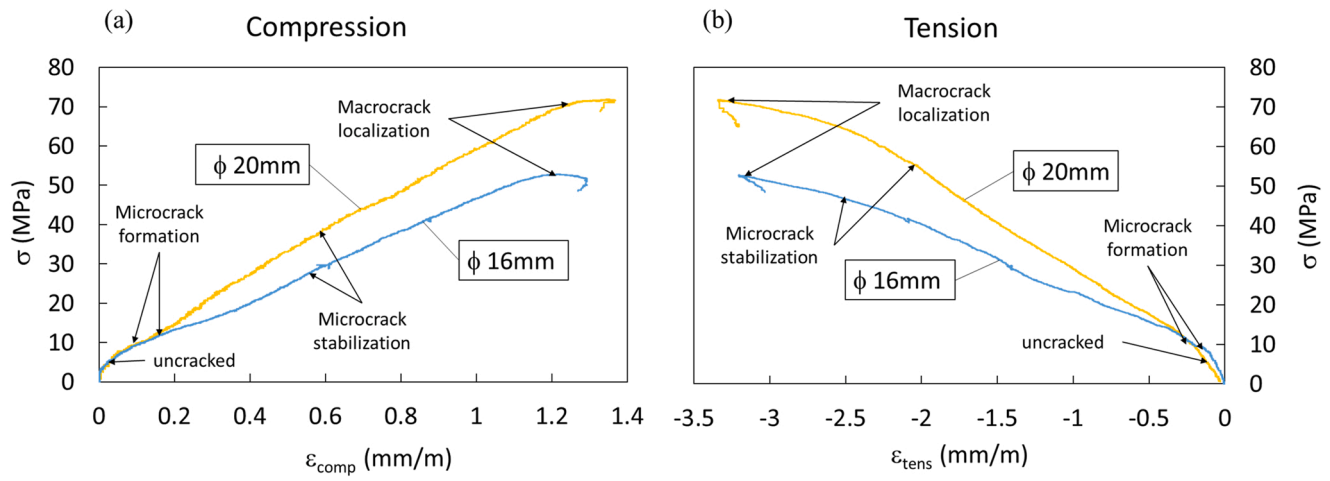 (a)
Compression
σ (MPa)
80
70
60
50
40
30
20
10
0
0
0.2
0.4
0.6
0.8
1
1.2
1.4
εcomp (mm/m)
Macrocrack
localization
ϕ 20mm
Microcrack
formation
ϕ 16mm
Microcrack
stabilization
uncracked
(b)
Tension
80
70
60
50
40
30
20
10
0
σ (MPa)
-3.5
-3
-2.5
-2
-1.5
-1
-0.5
0
εtens (mm/m)
Macrocrack
localization
ϕ 20mm
Microcrack
stabilization
Microcrack
formation
ϕ 16mm
uncracked